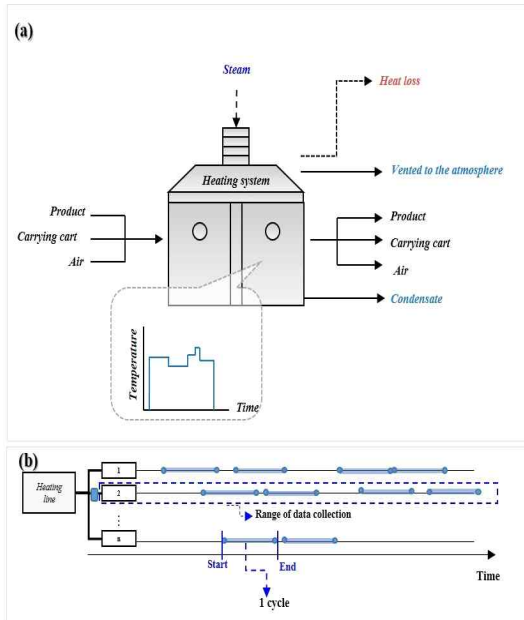 (a)
Steam
Heat loss
Heating system
Vented to the atmosphere
Product
Carrying cart
Air
Product
Carrying cart
Air
Condensate
Temperature
Time
(b)
Heating
line
1
2
⋮
n
Range of data collection
Start
End
Time
1 cycle